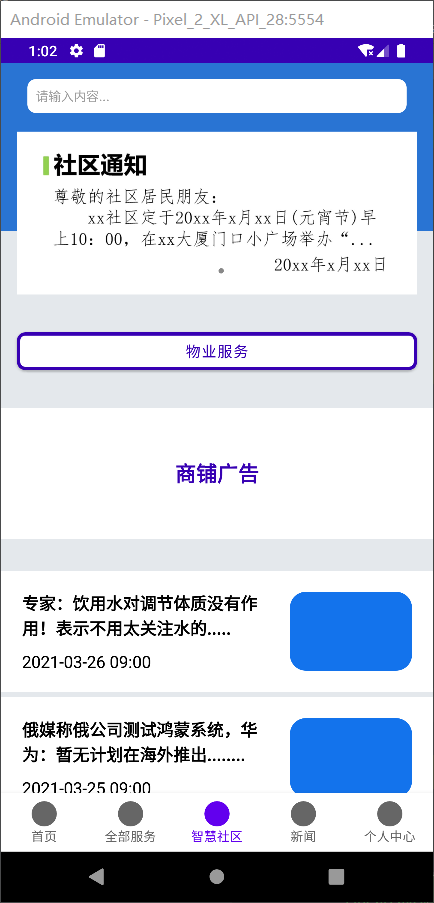 Android Emulator - Pixel_2_XL_API_28:5554
1:02
请输入内容...
社区通知
尊敬的社区居民朋友:
xx社区定于20xx年x月xx日(元宵节)早
上10：00，在xx大厦门口小广场举办“...
20xx年x月xx日
物业服务
商铺广告
专家：饮用水对调节体质没有作
用！表示不用太关注水的.....
2021-03-26 09:00
俄媒称俄公司测试鸿蒙系统，华
为：暂无计划在海外推出........
2021-03-25 09:00
首页
全部服务
智慧社区
新闻
个人中心